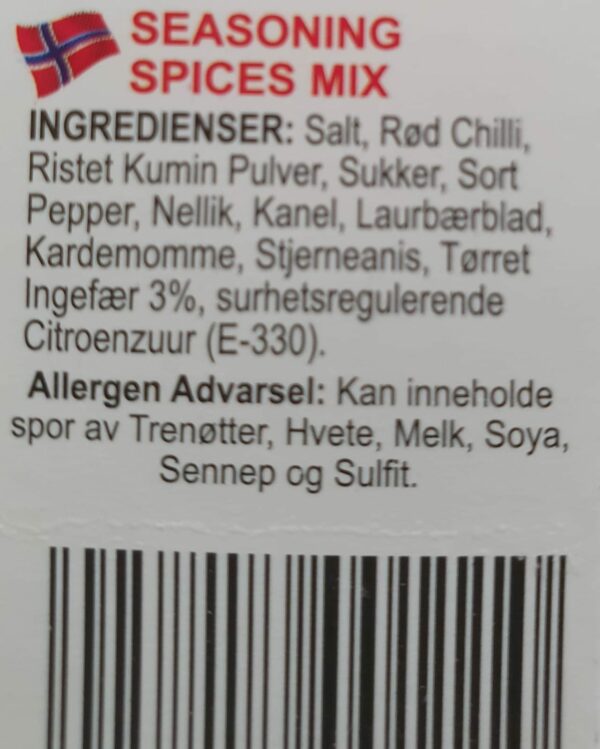 SEASONING
SPICES MIX
INGREDIENSER: Salt, Rød Chilli,
Ristet Kumin Pulver, Sukker, Sort
Pepper, Nellik, Kanel, Laurbærblad,
Kardemomme, Stjerneanis, Tørret
Ingefær 3%, surhetsregulerende
Citroenzuur (E-330).
Allergen Advarsel: Kan inneholde
spor av Trenøtter, Hvete, Melk, Soya,
Sennep og Sulfit.